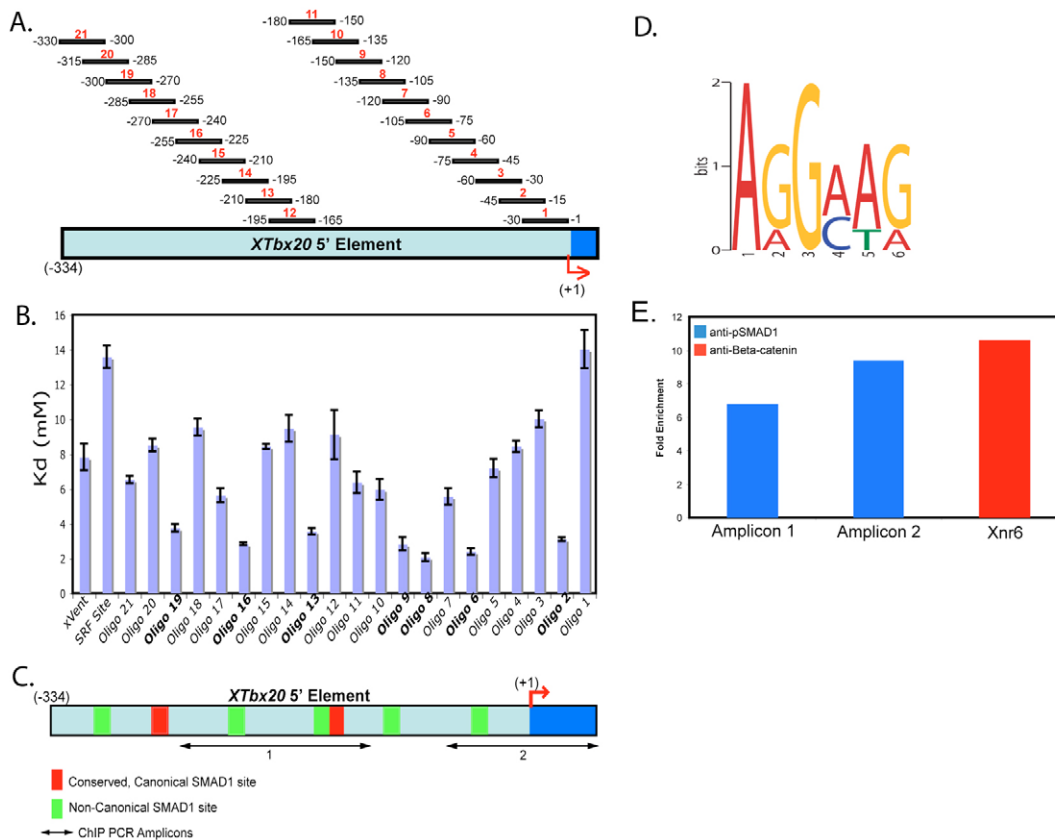 A.
11
-180 -150
21 10
-330 -300 -165 -135
20 9
-315 -285 -150 -120
19 8
-300 -270 -135 -105
18 7
-285 -255 -120 -90
17 6
-270 -240 -105 -75
16 5
-255 -225 -90 -60
15 4
-240 -210 -75 -45
14 3
-225 -195 -60 -30
13 2
-210 -180 -45 -15
12 1
-195 -165 -30 -1
XTbx20 5' Element
(-334)
(+1)
B.
Kd (mM)
16
14
12
10
8
6
4
2
0
xVent
SRF Site
Oligo 21
Oligo 20
Oligo 19
Oligo 18
Oligo 17
Oligo 16
Oligo 15
Oligo 14
Oligo 13
Oligo 12
Oligo 11
Oligo 10
Oligo 9
Oligo 8
Oligo 7
Oligo 6
Oligo 5
Oligo 4
Oligo 3
Oligo 2
Oligo 1
C.
(-334)
XTbx20 5' Element
(+1)
1
2
Conserved, Canonical SMAD1 site
Non-Canonical SMAD1 site
ChIP PCR Amplicons
D.
bits
2
1
0
A G G A A G
A C T A
1 2 3 4 5 6
E.
anti-pSMAD1
anti-Beta-catenin
Fold Enrichment
12
10
8
6
4
2
0
Amplicon 1
Amplicon 2
Xnr6